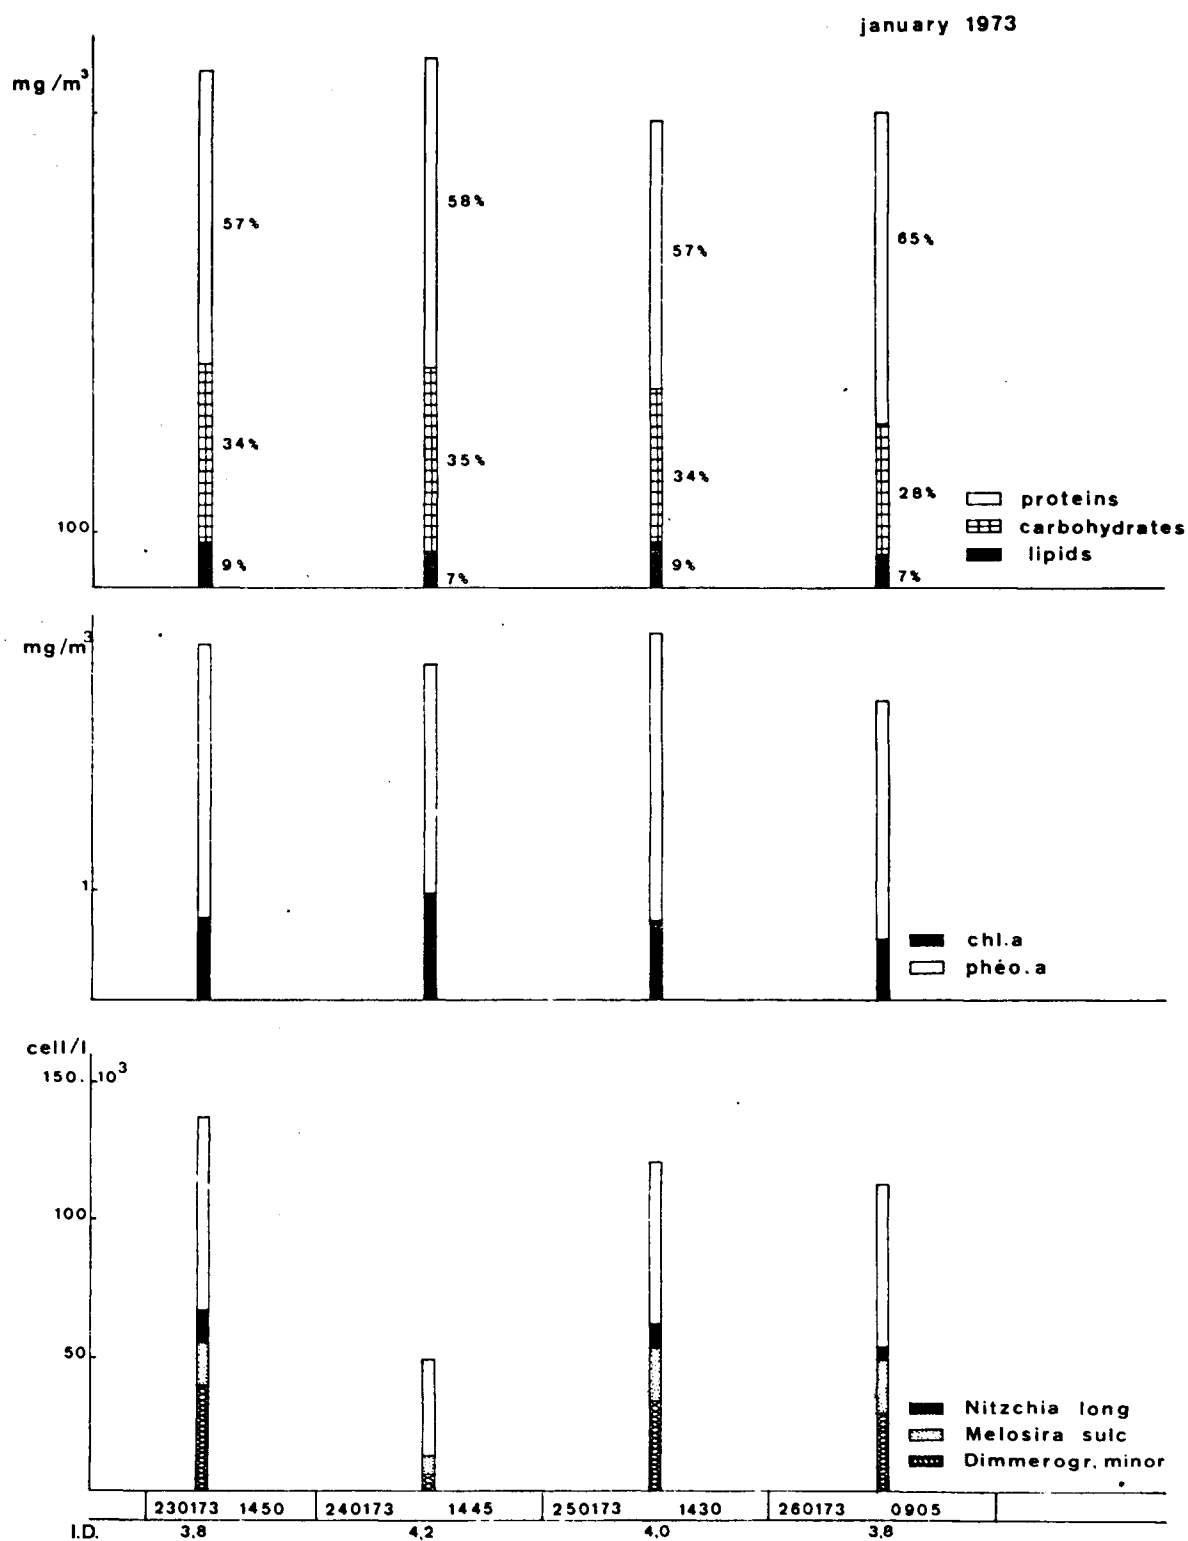 january 1973
mg/m3
57%
58%
57%
65%
34%
35%
34%
28%
proteins
carbohydrates
100
lipids
9%
7%
9%
7%
mg/m3
1
chl.a
phéo.a
cell/l
150.10³
100
50
Nitzchia long
Melosira sulc
Dimmerogr. minor
230173 1450 240173 1445 250173 1430 260173 0905
I.D. 3,8 4,2 4,0 3,8